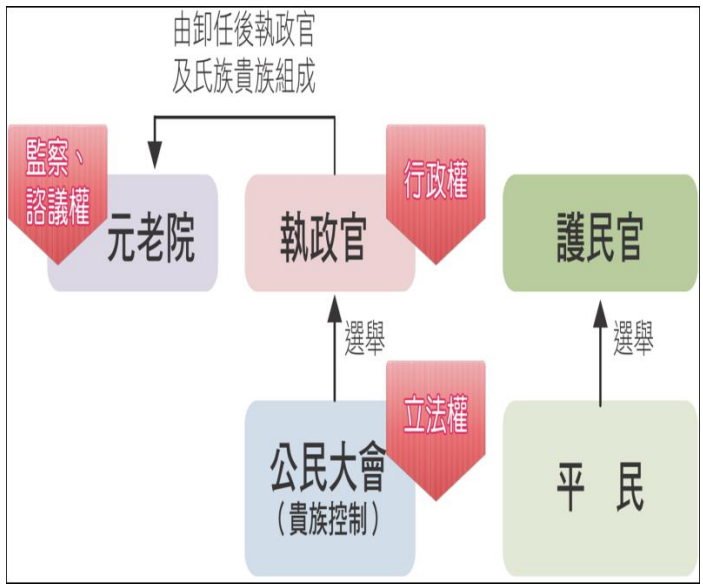 由卸任後執政官
及氏族貴族組成
監察、
諮議權
元老院
執政官
行政權
護民官
選舉
選舉
立法權
公民大會
（貴族控制）
平　民